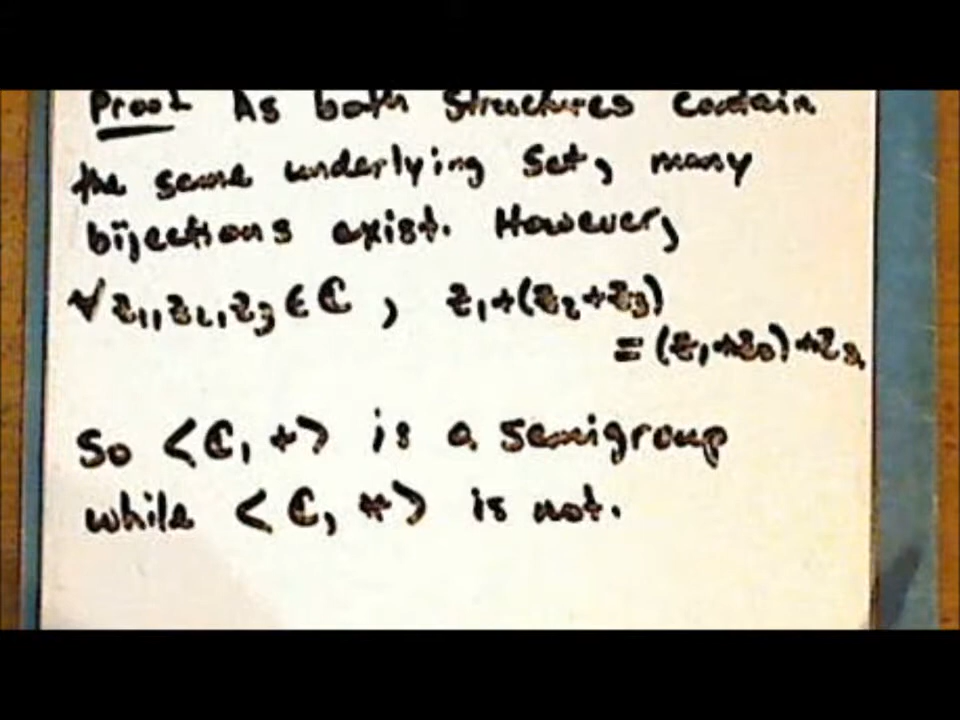 Proof As both structures contain
the same underlying set, many
bijections exist. However,
∀ z₁, z₂, z₃ ∈ ℂ, z₁+(z₂+z₃)
= (z₁+z₂)+z₃.
So <ℂ, +> is a semigroup
while <ℂ, *> is not.